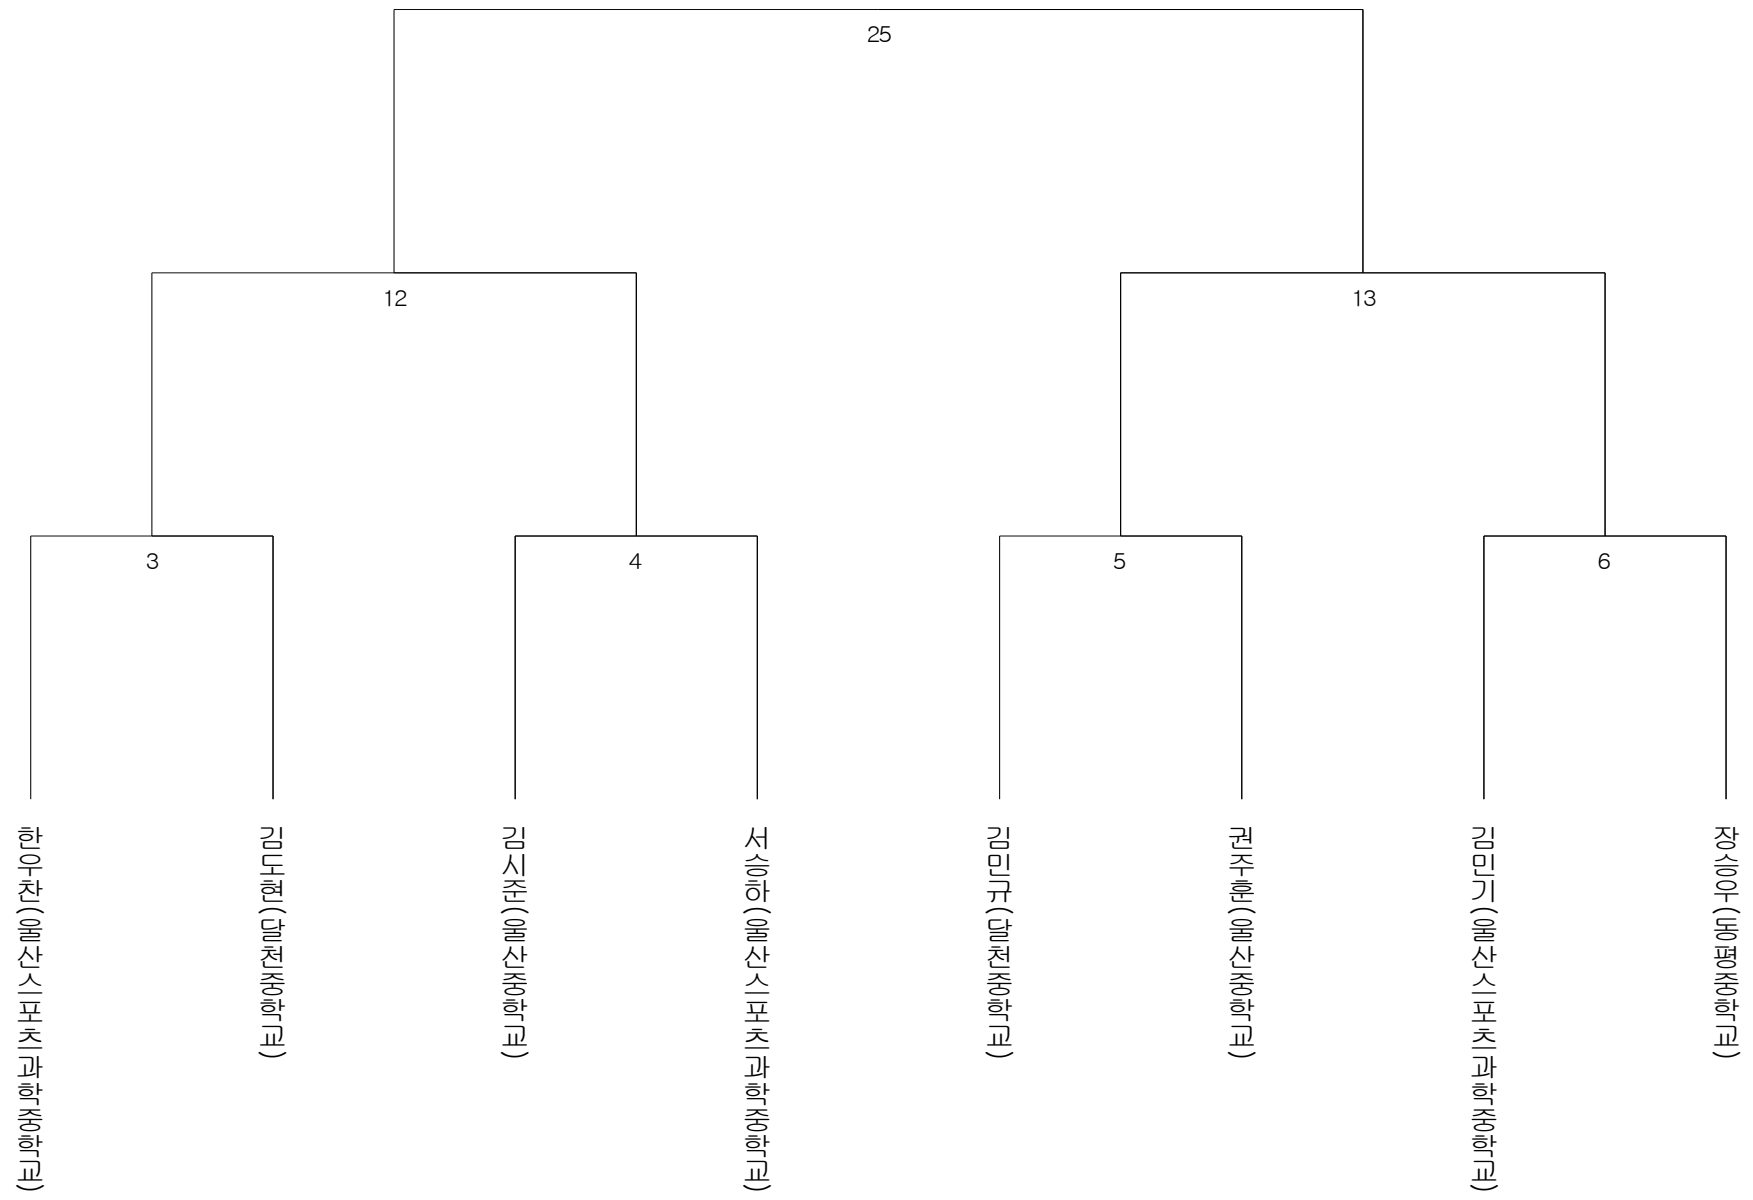 25
12
13
3
4
5
6
한우찬(울산스포츠과학중학교)
김도현(달천중학교)
김시준(울산중학교)
서승하(울산스포츠과학중학교)
김민규(달천중학교)
권주훈(울산중학교)
김민기(울산스포츠과학중학교)
장승우(동평중학교)